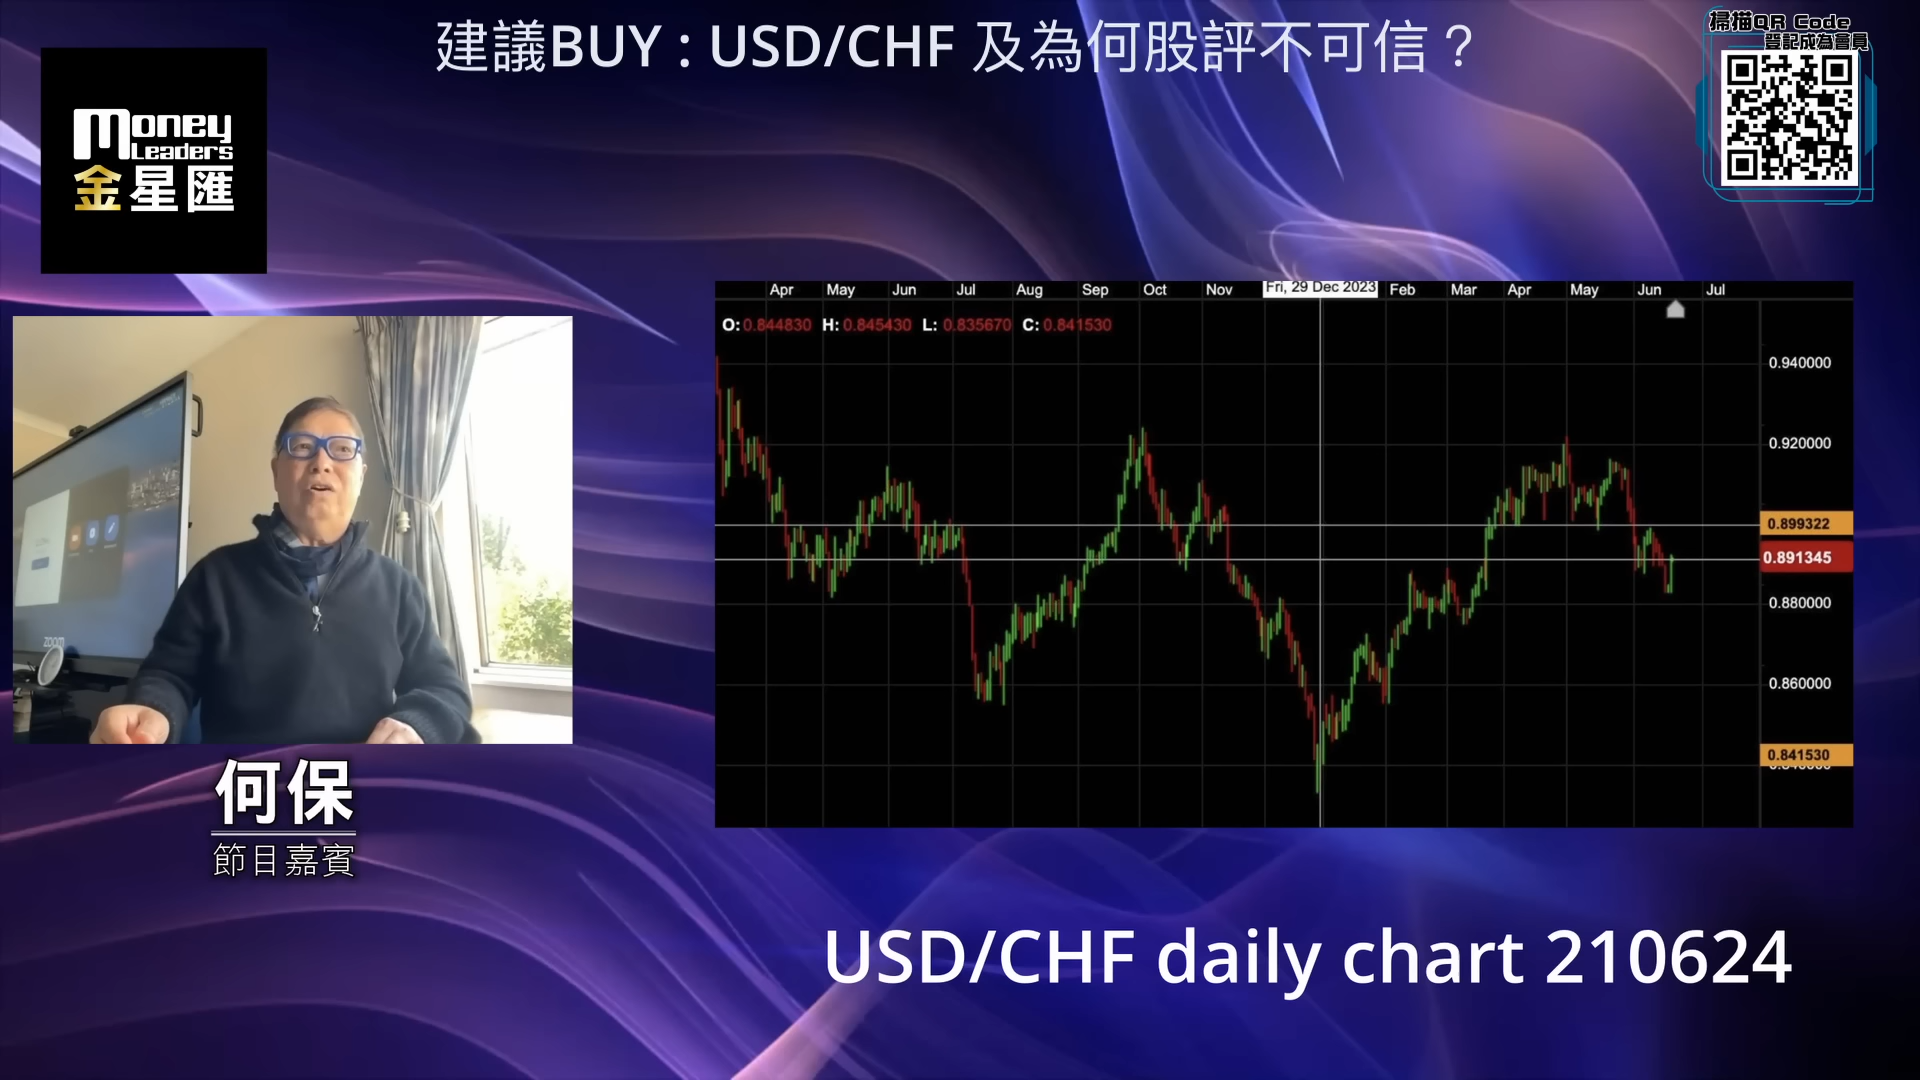 建議BUY : USD/CHF 及為何股評不可信？
掃描QR Code
登記成為會員
Money
Leaders
金星匯
Apr May Jun Jul Aug Sep Oct Nov Fri, 29 Dec 2023 Feb Mar Apr May Jun Jul
O: 0.844830 H: 0.845430 L: 0.835670 C: 0.841530
0.940000
0.920000
0.899322
0.891345
0.880000
0.860000
0.841530
zoom
何保
節目嘉賓
USD/CHF daily chart 210624